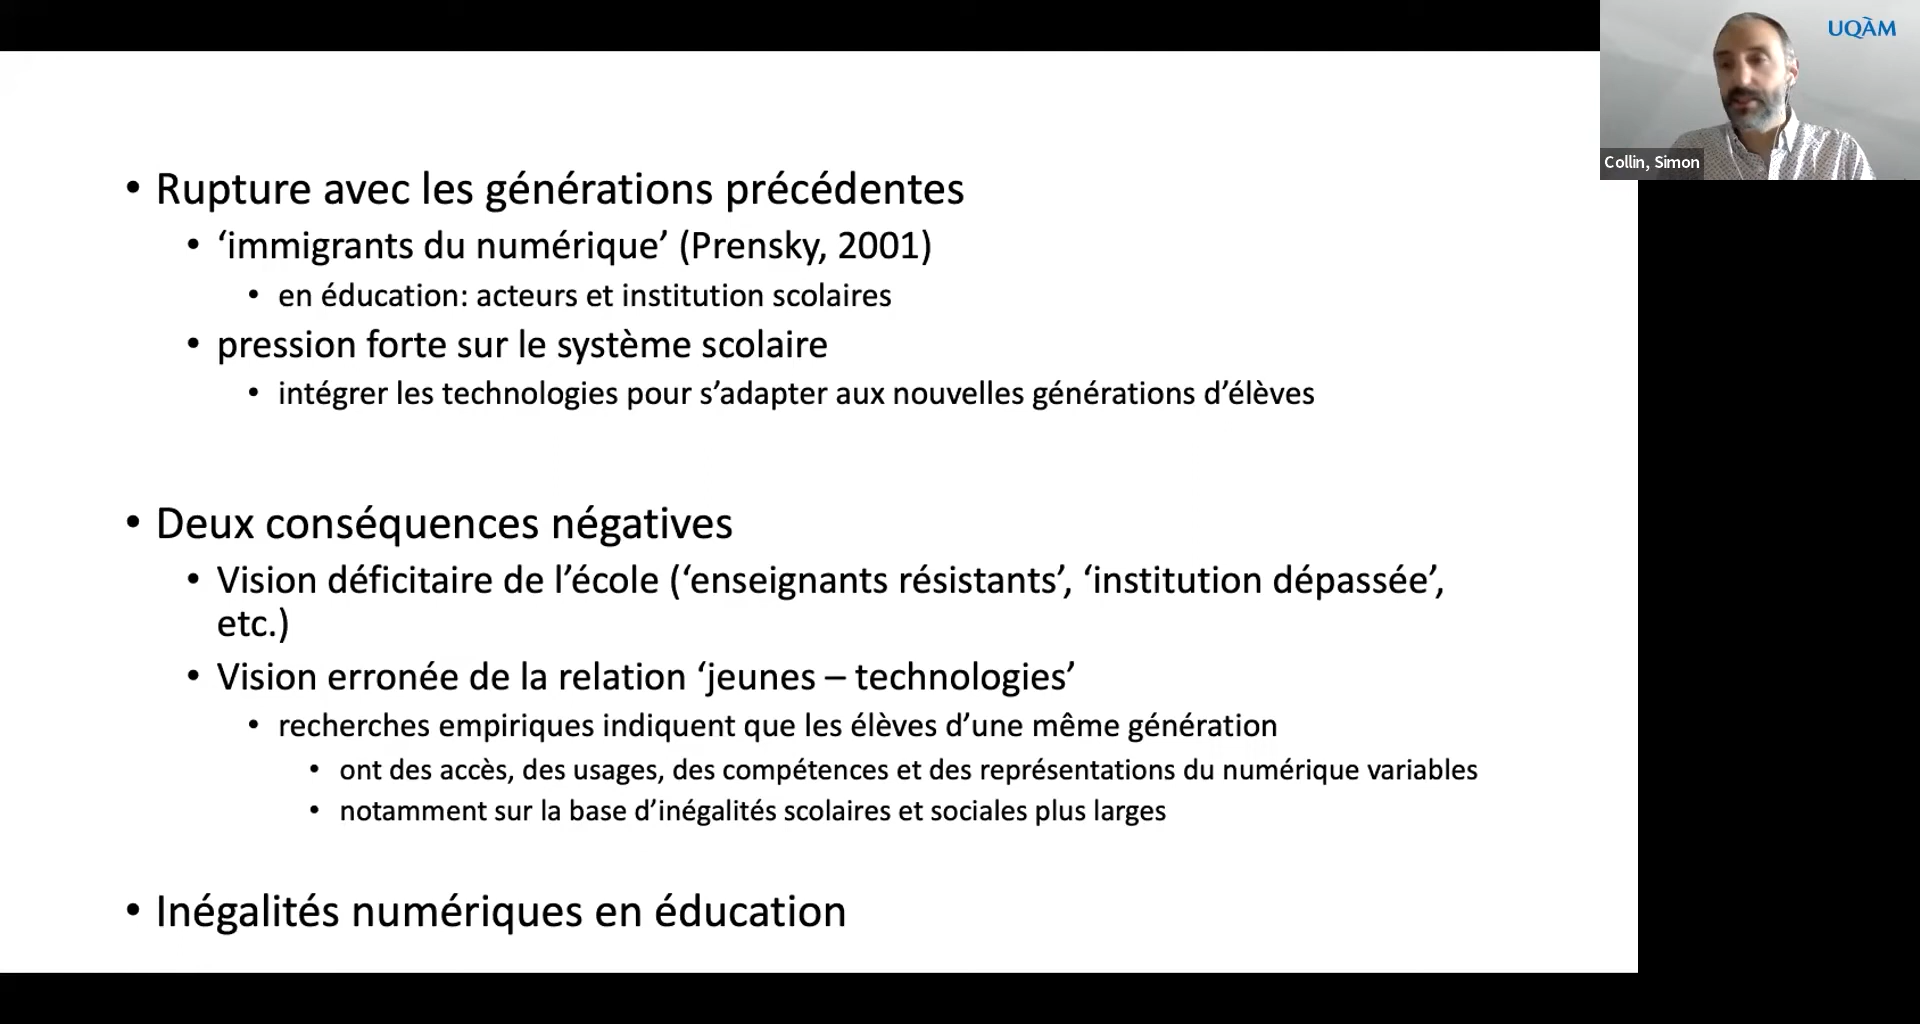 UQÀM
Collin, Simon
• Rupture avec les générations précédentes
• ‘immigrants du numérique’ (Prensky, 2001)
• en éducation: acteurs et institution scolaires
• pression forte sur le système scolaire
• intégrer les technologies pour s’adapter aux nouvelles générations d’élèves
• Deux conséquences négatives
• Vision déficitaire de l’école (‘enseignants résistants’, ‘institution dépassée’,
etc.)
• Vision erronée de la relation ‘jeunes – technologies’
• recherches empiriques indiquent que les élèves d’une même génération
• ont des accès, des usages, des compétences et des représentations du numérique variables
• notamment sur la base d’inégalités scolaires et sociales plus larges
• Inégalités numériques en éducation